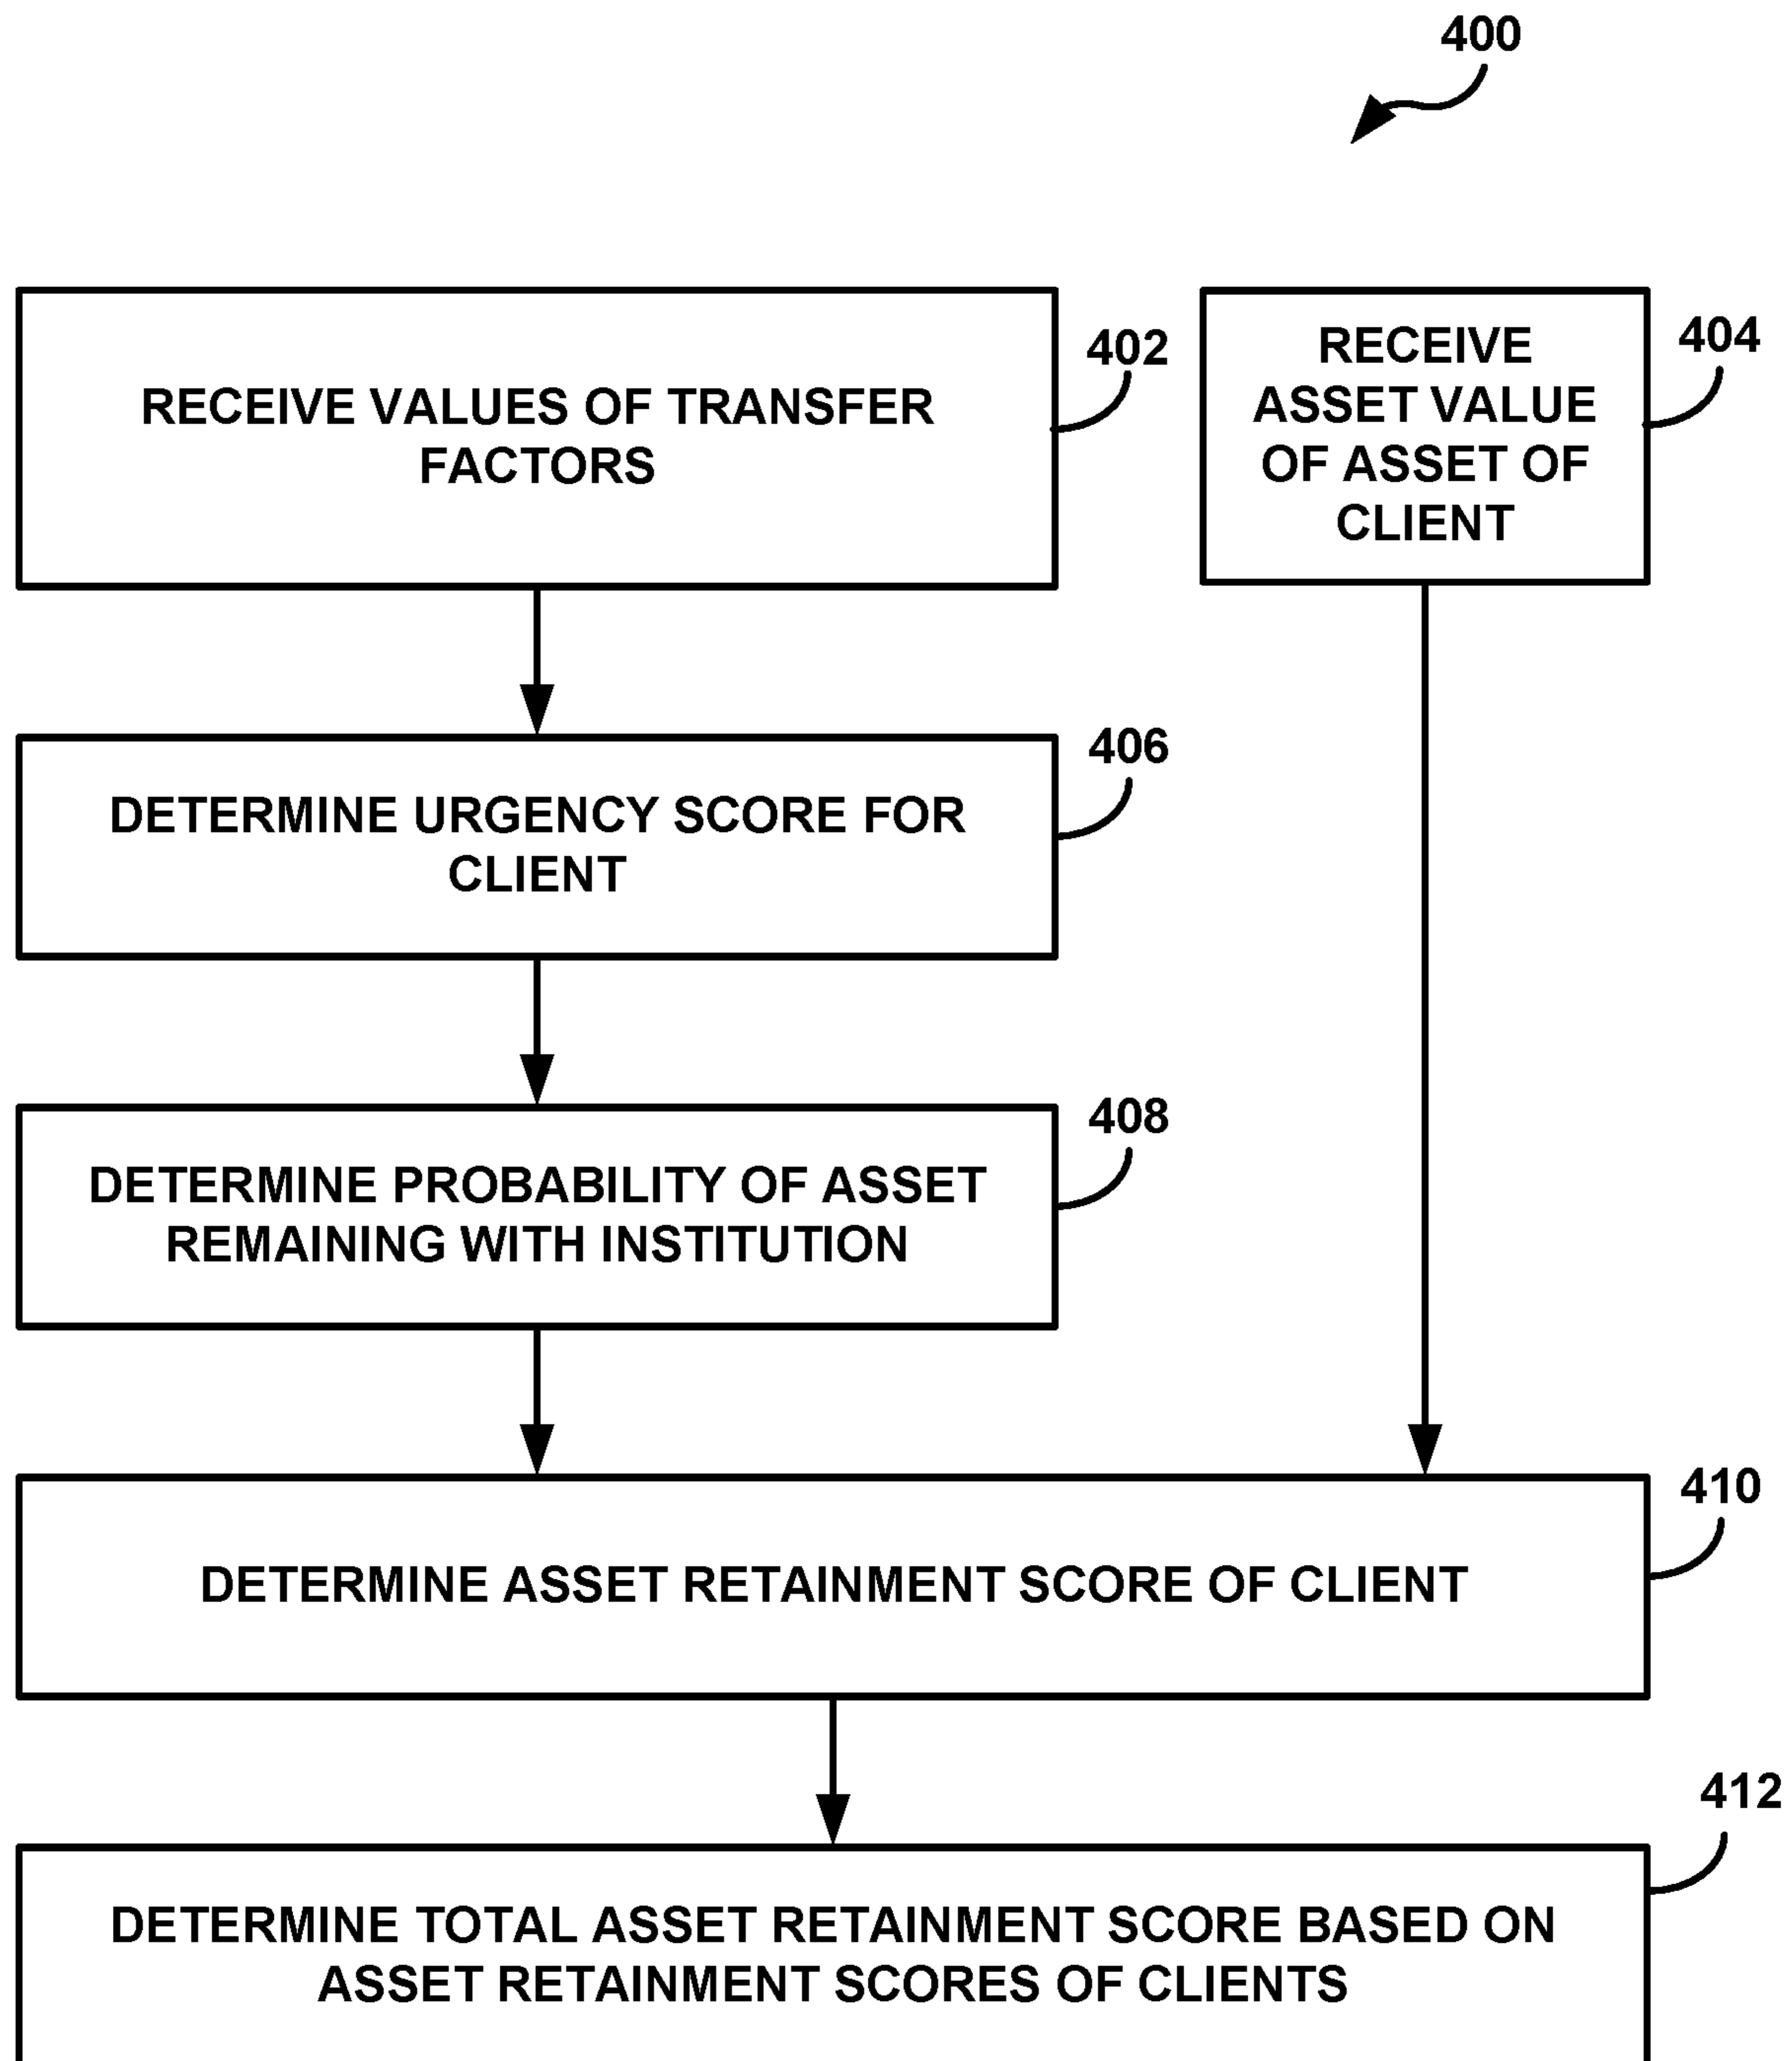 400
RECEIVE VALUES OF TRANSFER
FACTORS
402
RECEIVE
ASSET VALUE
OF ASSET OF
CLIENT
404
DETERMINE URGENCY SCORE FOR
CLIENT
406
DETERMINE PROBABILITY OF ASSET
REMAINING WITH INSTITUTION
408
DETERMINE ASSET RETAINMENT SCORE OF CLIENT
410
DETERMINE TOTAL ASSET RETAINMENT SCORE BASED ON
ASSET RETAINMENT SCORES OF CLIENTS
412